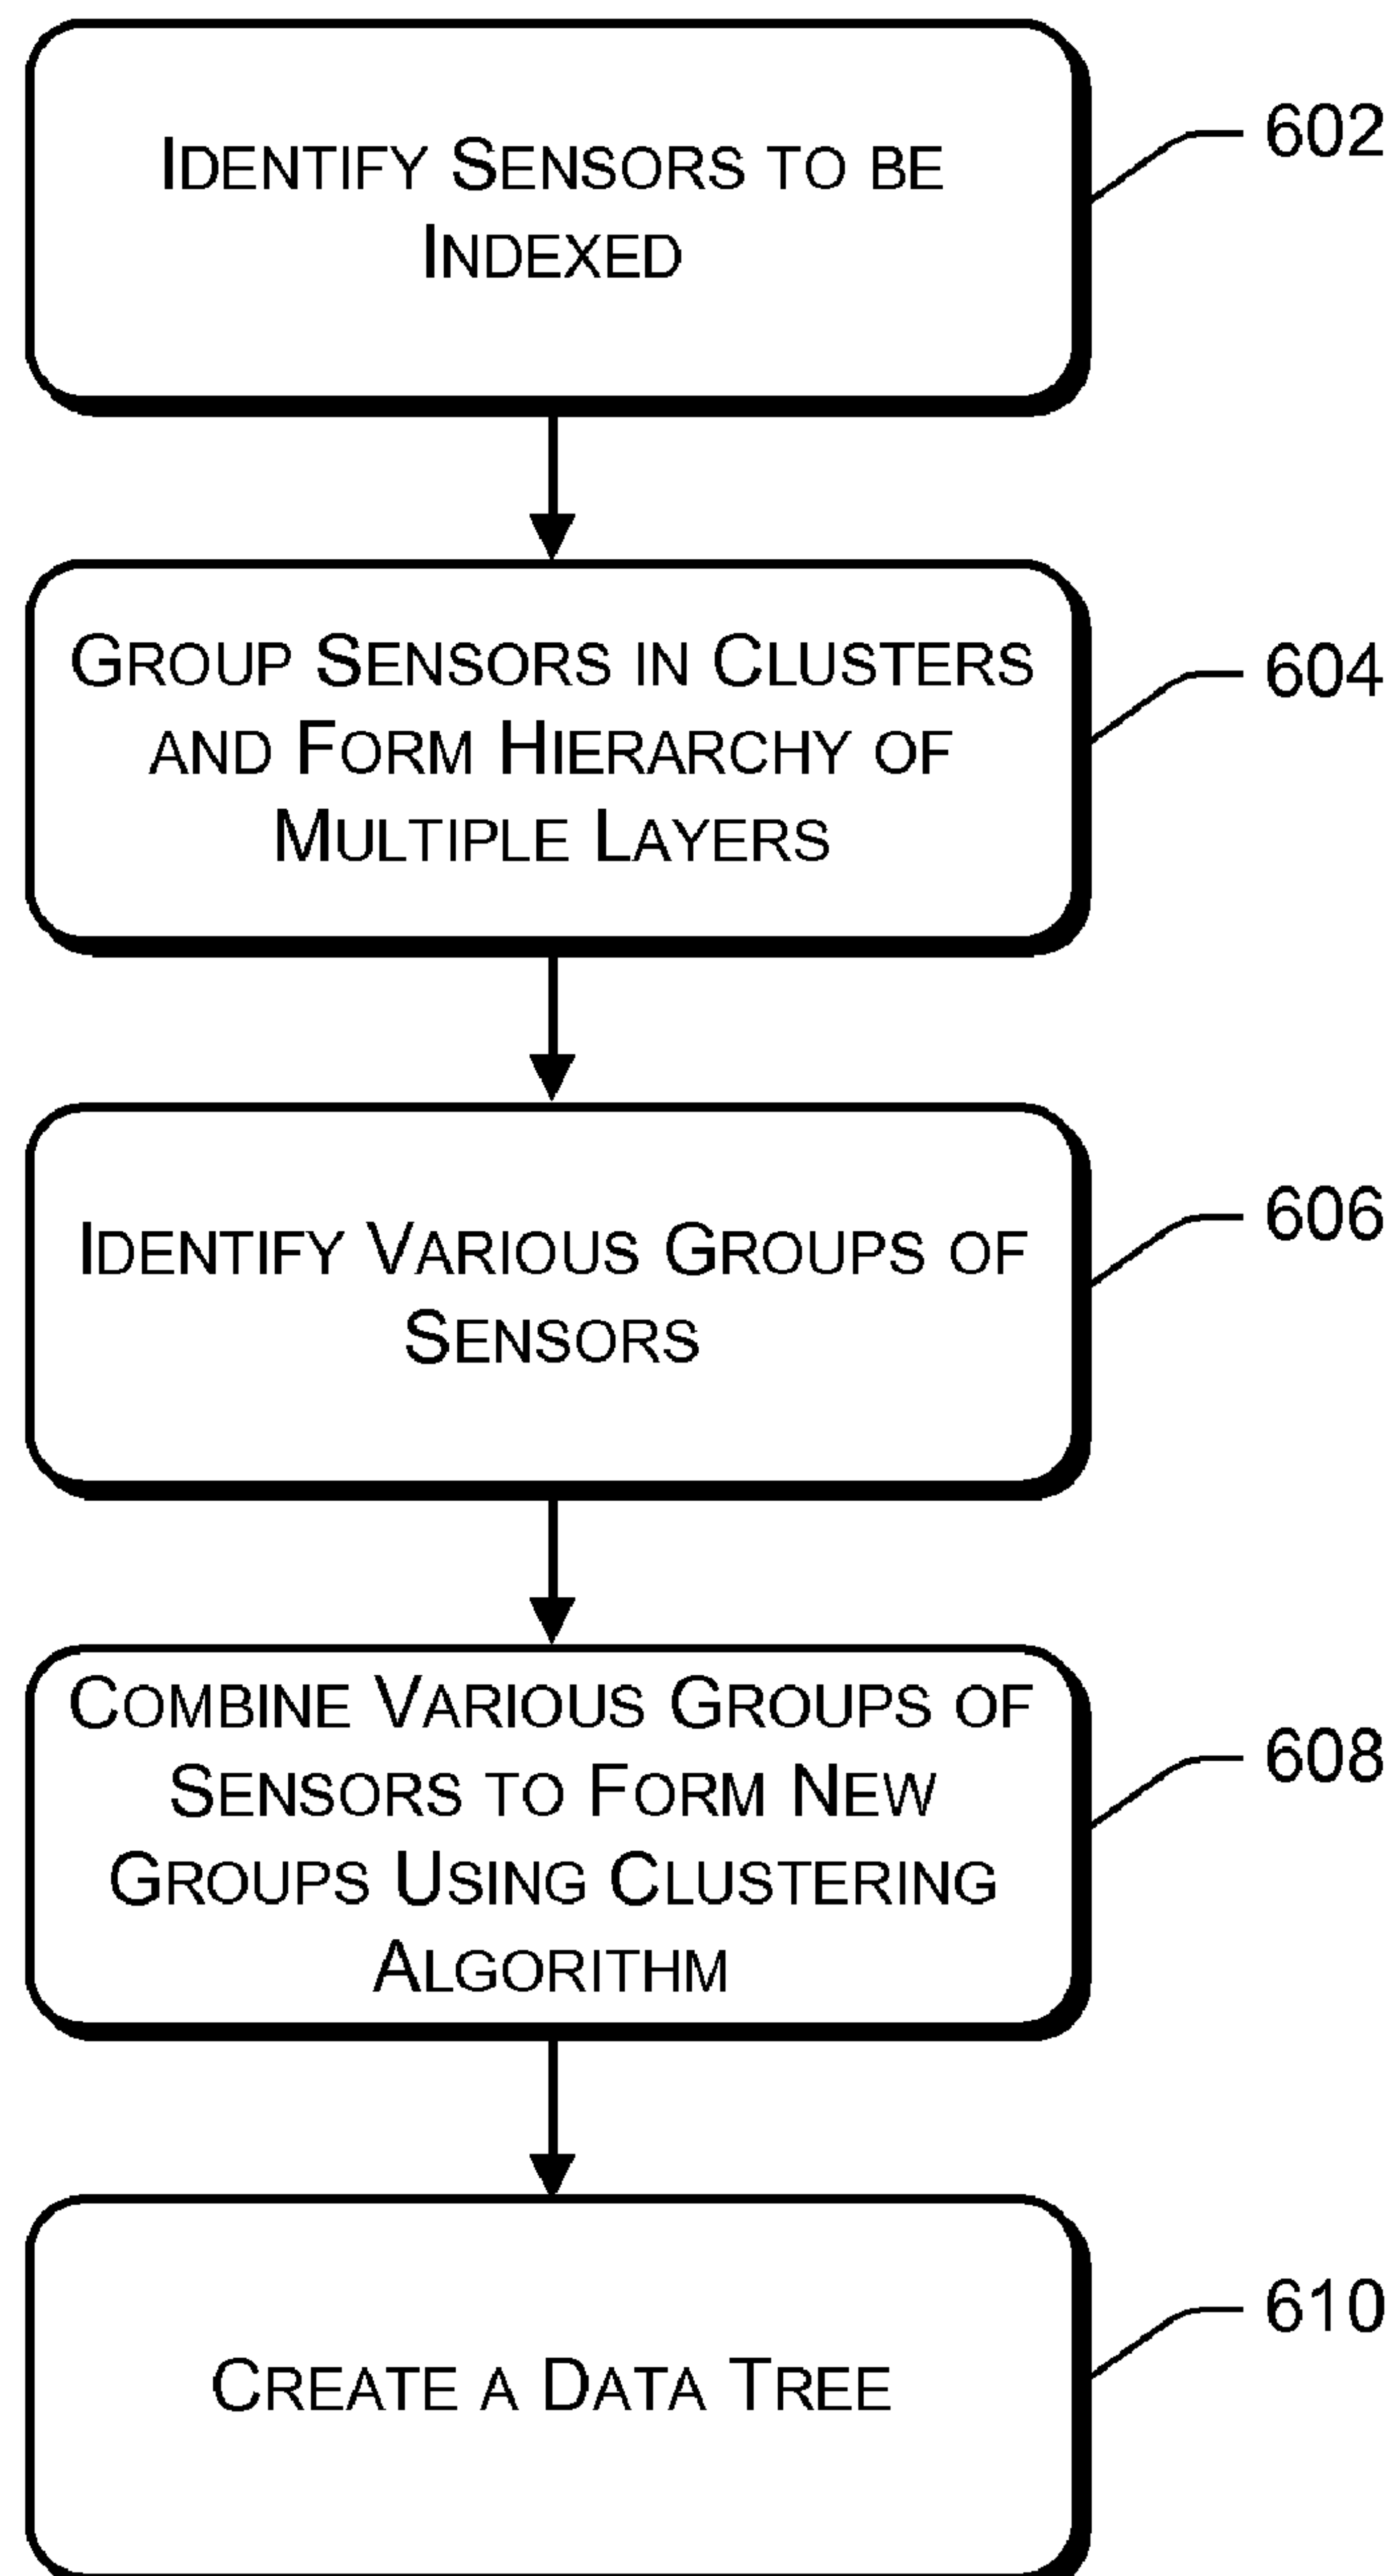 IDENTIFY SENSORS TO BE
INDEXED
602
GROUP SENSORS IN CLUSTERS
AND FORM HIERARCHY OF
MULTIPLE LAYERS
604
IDENTIFY VARIOUS GROUPS OF
SENSORS
606
COMBINE VARIOUS GROUPS OF
SENSORS TO FORM NEW
GROUPS USING CLUSTERING
ALGORITHM
608
CREATE A DATA TREE
610